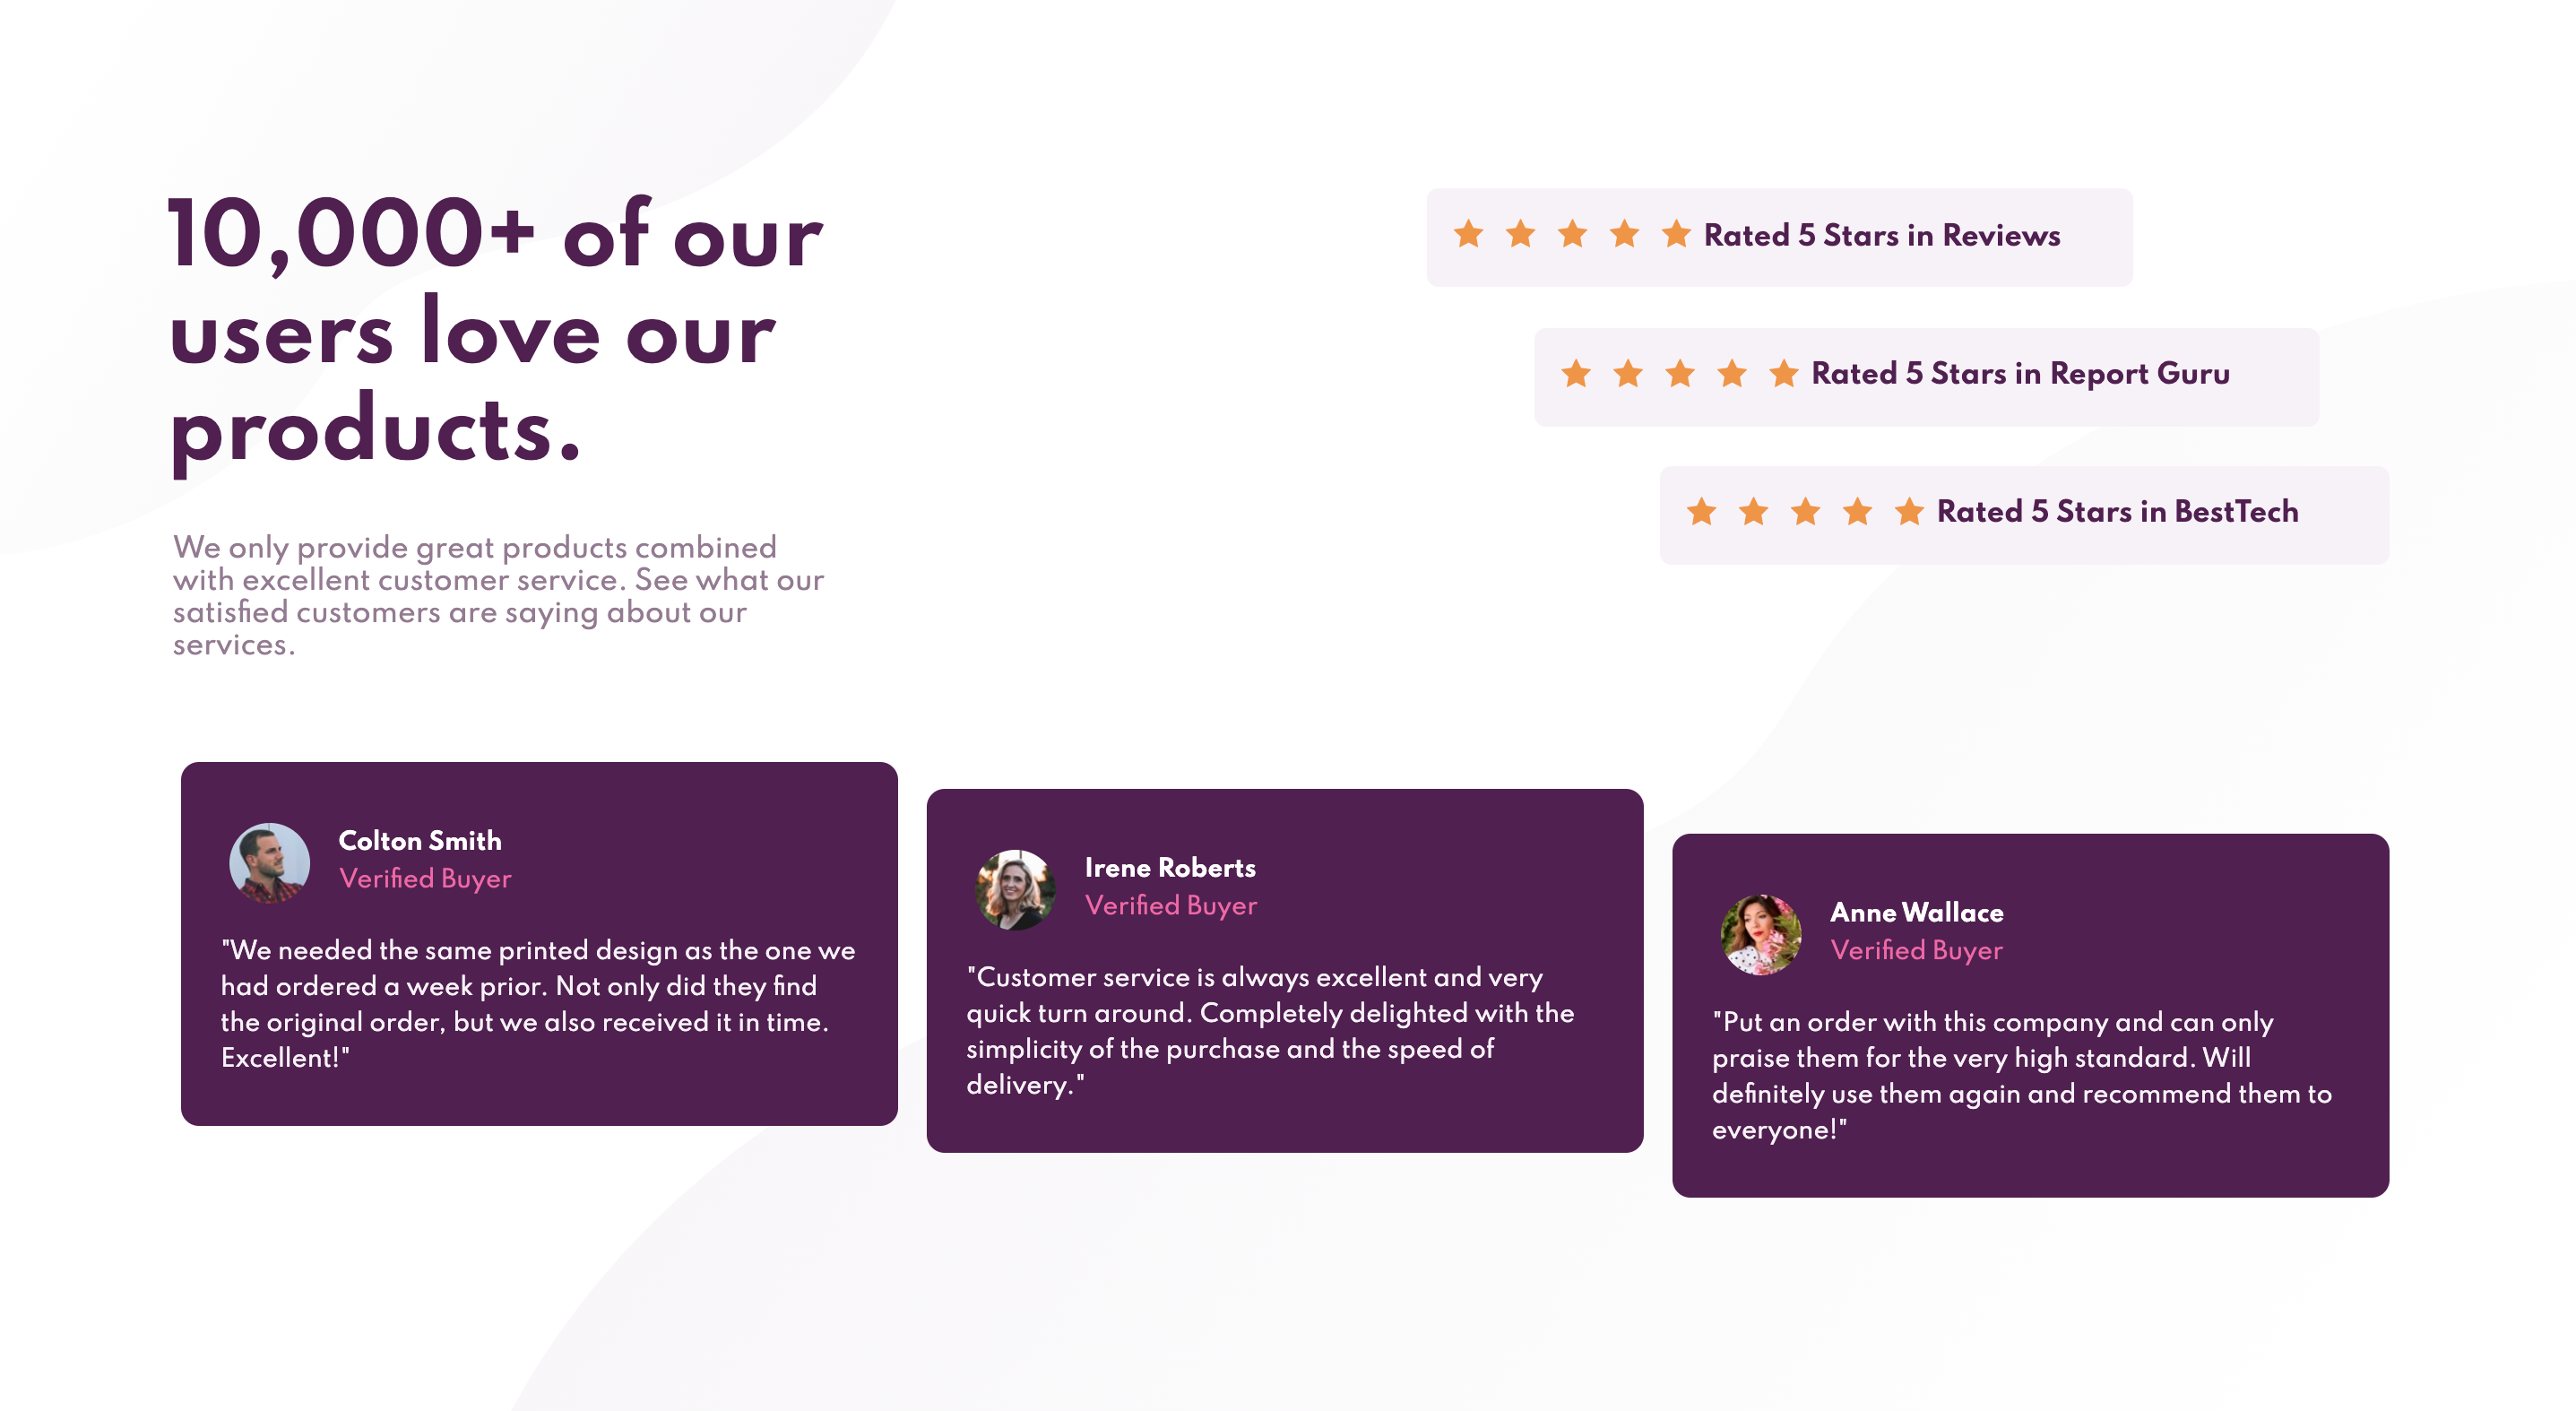 10,000+ of our
users love our
products.
We only provide great products combined
with excellent customer service. See what our
satisfied customers are saying about our
services.
Rated 5 Stars in Reviews
Rated 5 Stars in Report Guru
Rated 5 Stars in BestTech
Colton Smith
Verified Buyer
"We needed the same printed design as the one we
had ordered a week prior. Not only did they find
the original order, but we also received it in time.
Excellent!"
Irene Roberts
Verified Buyer
"Customer service is always excellent and very
quick turn around. Completely delighted with the
simplicity of the purchase and the speed of
delivery."
Anne Wallace
Verified Buyer
"Put an order with this company and can only
praise them for the very high standard. Will
definitely use them again and recommend them to
everyone!"